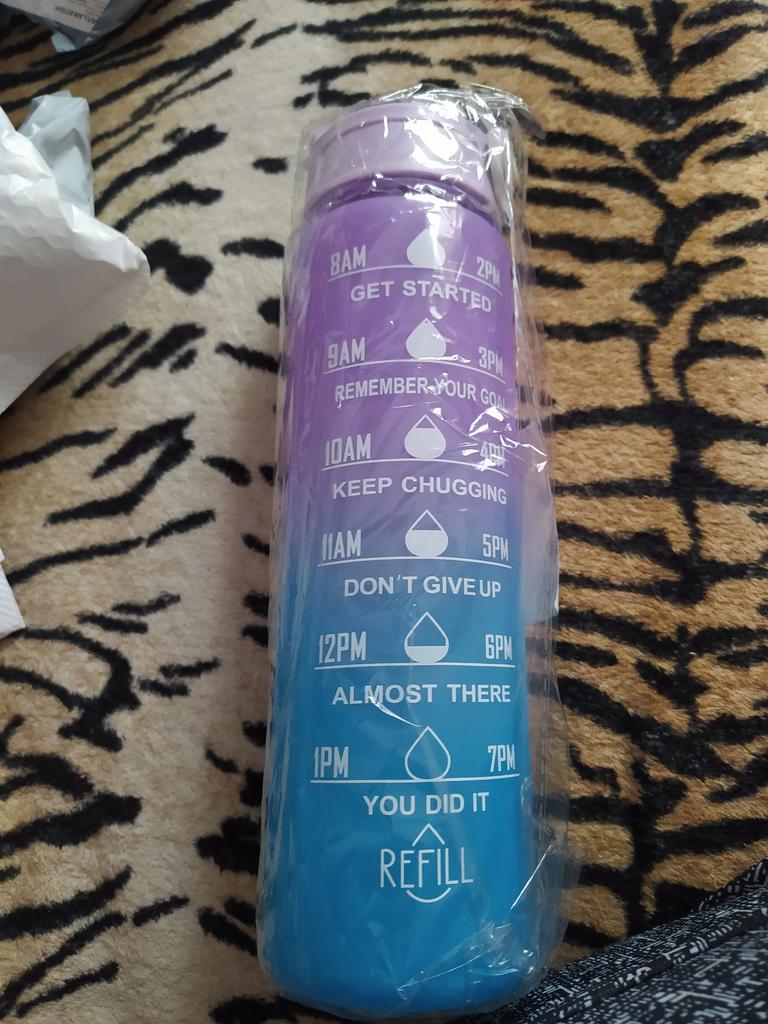 8AM 2PM
GET STARTED
9AM 3PM
REMEMBER YOUR GOAL
10AM 4PM
KEEP CHUGGING
11AM 5PM
DON'T GIVE UP
12PM 6PM
ALMOST THERE
1PM 7PM
YOU DID IT
REFILL